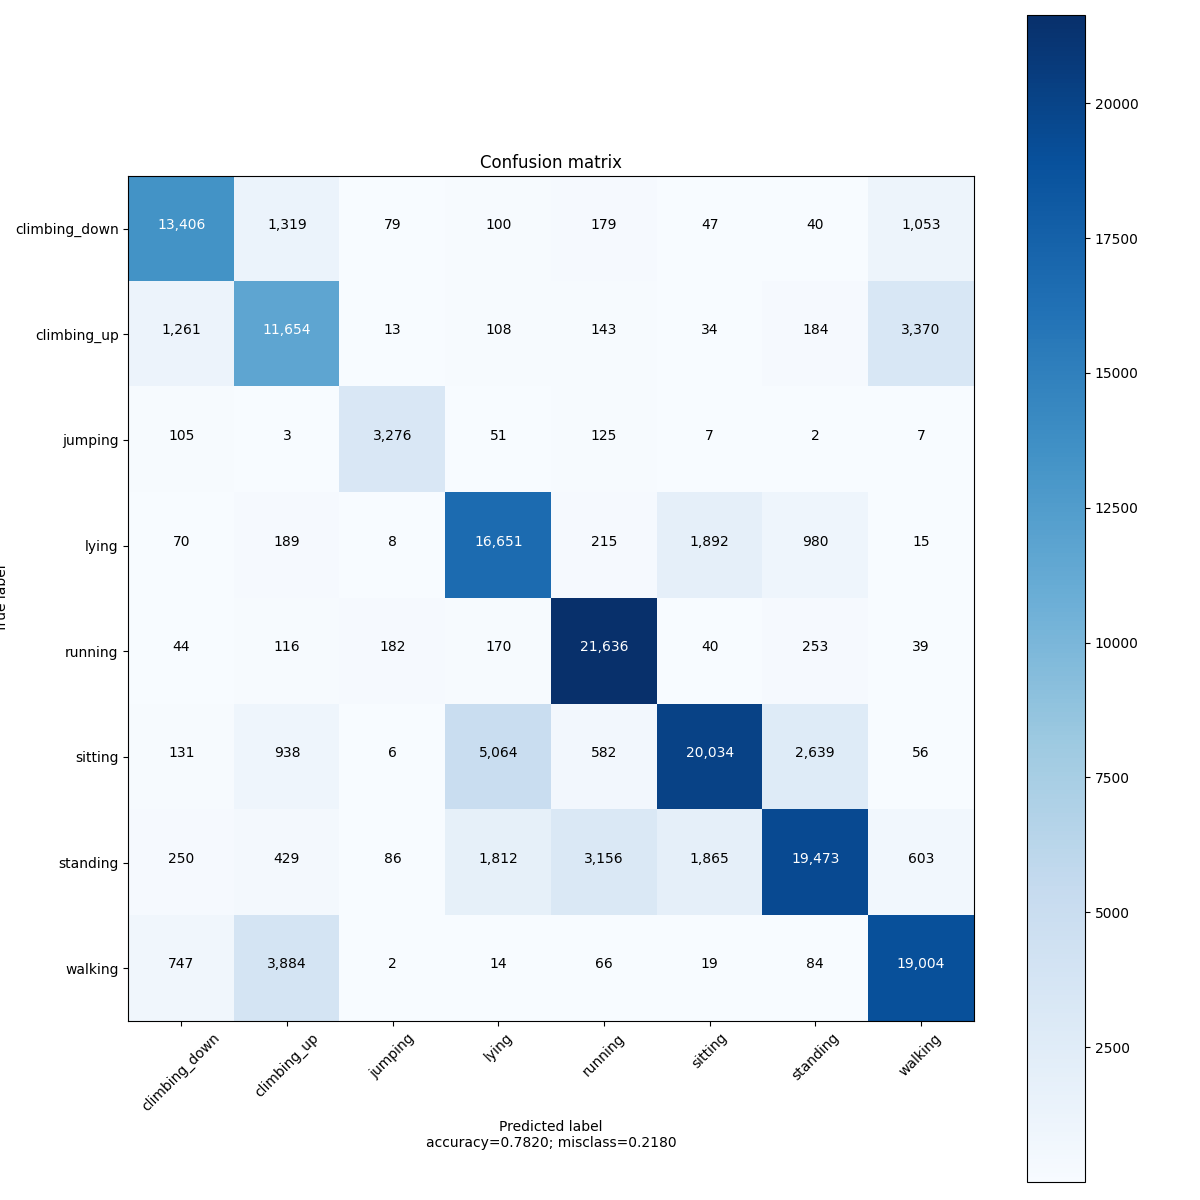 Confusion matrix
climbing_down 13,406 1,319 79 100 179 47 40 1,053
climbing_up 1,261 11,654 13 108 143 34 184 3,370
jumping 105 3 3,276 51 125 7 2 7
lying 70 189 8 16,651 215 1,892 980 15
running 44 116 182 170 21,636 40 253 39
sitting 131 938 6 5,064 582 20,034 2,639 56
standing 250 429 86 1,812 3,156 1,865 19,473 603
walking 747 3,884 2 14 66 19 84 19,004
climbing_down climbing_up jumping lying running sitting standing walking
Predicted label
accuracy=0.7820; misclass=0.2180
True label
20000
17500
15000
12500
10000
7500
5000
2500